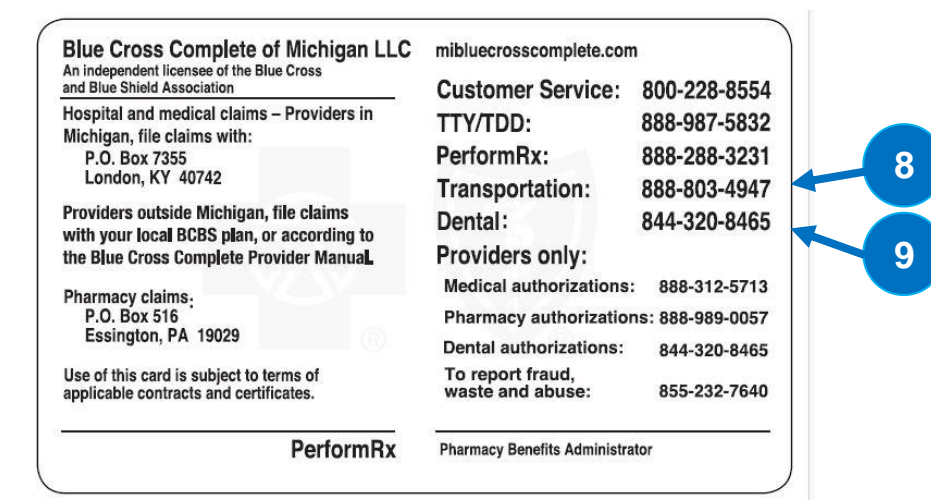 Blue Cross Complete of Michigan LLC
An independent licensee of the Blue Cross
and Blue Shield Association
Hospital and medical claims – Providers in
Michigan, file claims with:
P.O. Box 7355
London, KY 40742
Providers outside Michigan, file claims
with your local BCBS plan, or according to
the Blue Cross Complete Provider Manual.
Pharmacy claims:
P.O. Box 516
Essington, PA 19029
Use of this card is subject to terms of
applicable contracts and certificates.
PerformRx
mibluecrosscomplete.com
Customer Service: 800-228-8554
TTY/TDD: 888-987-5832
PerformRx: 888-288-3231
Transportation: 888-803-4947
Dental: 844-320-8465
Providers only:
Medical authorizations: 888-312-5713
Pharmacy authorizations: 888-989-0057
Dental authorizations: 844-320-8465
To report fraud,
waste and abuse: 855-232-7640
Pharmacy Benefits Administrator
8
9
®
®